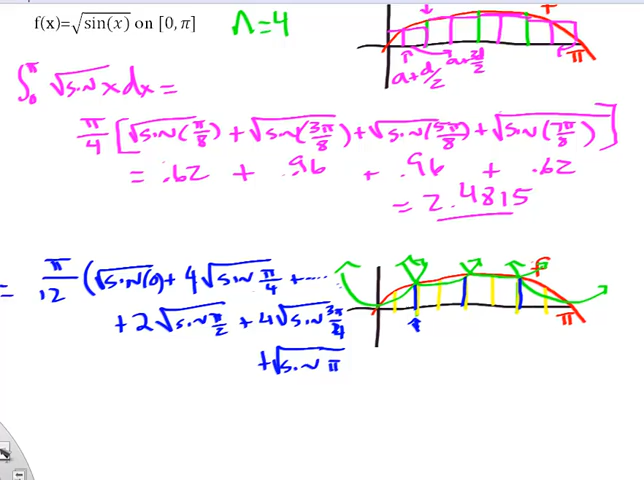 f(x)=√sin(x) on [0, π] n=4
f
π
a+d/2 a+3d/2
∫₀^π √sin x dx =
π/4 [√sin(π/8) + √sin(3π/8) + √sin(5π/8) + √sin(7π/8)]
= .62 + .96 + .96 + .62
= 2.4815
= π/12 (√sin(0) + 4√sin π/4 + .....
+ 2√sin π/2 + 4√sin 3π/4
+ √sin π
f
π